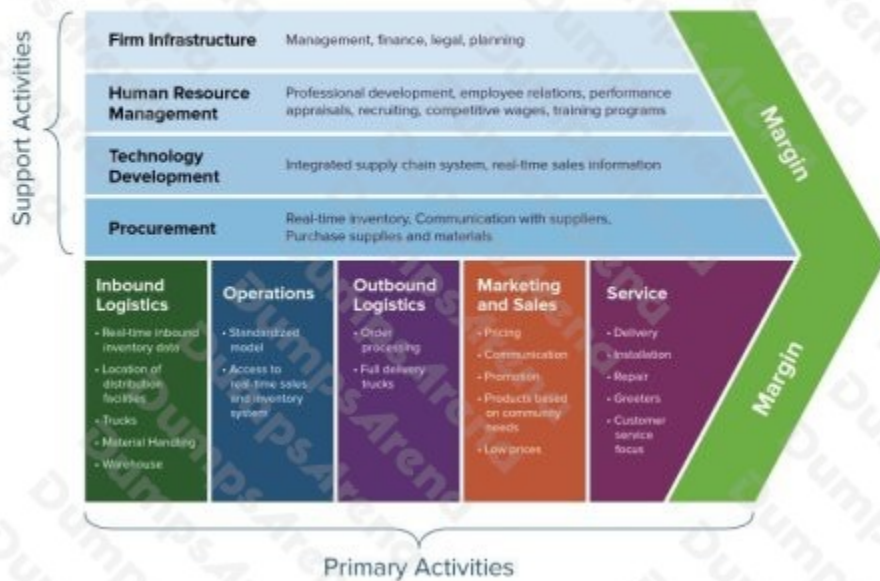 Support Activities
Firm Infrastructure
Management, finance, legal, planning
Human Resource
Management
Professional development, employee relations, performance
appraisals, recruiting, competitive wages, training programs
Technology
Development
Integrated supply chain system, real-time sales information
Procurement
Real-time inventory, Communication with suppliers,
Purchase supplies and materials
Margin
Inbound
Logistics
• Real-time inbound
inventory data
• Location of
distribution
facilities
• Trucks
• Material Handling
• Warehouse
Operations
• Standardized
model
• Access to
real-time sales
and inventory
system
Outbound
Logistics
• Order
processing
• Full delivery
trucks
Marketing
and Sales
• Pricing
• Communication
• Promotion
• Products based
on community
needs
• Low prices
Service
• Delivery
• Installation
• Repair
• Greeters
• Customer
service
focus
Margin
Primary Activities
DumpsArena